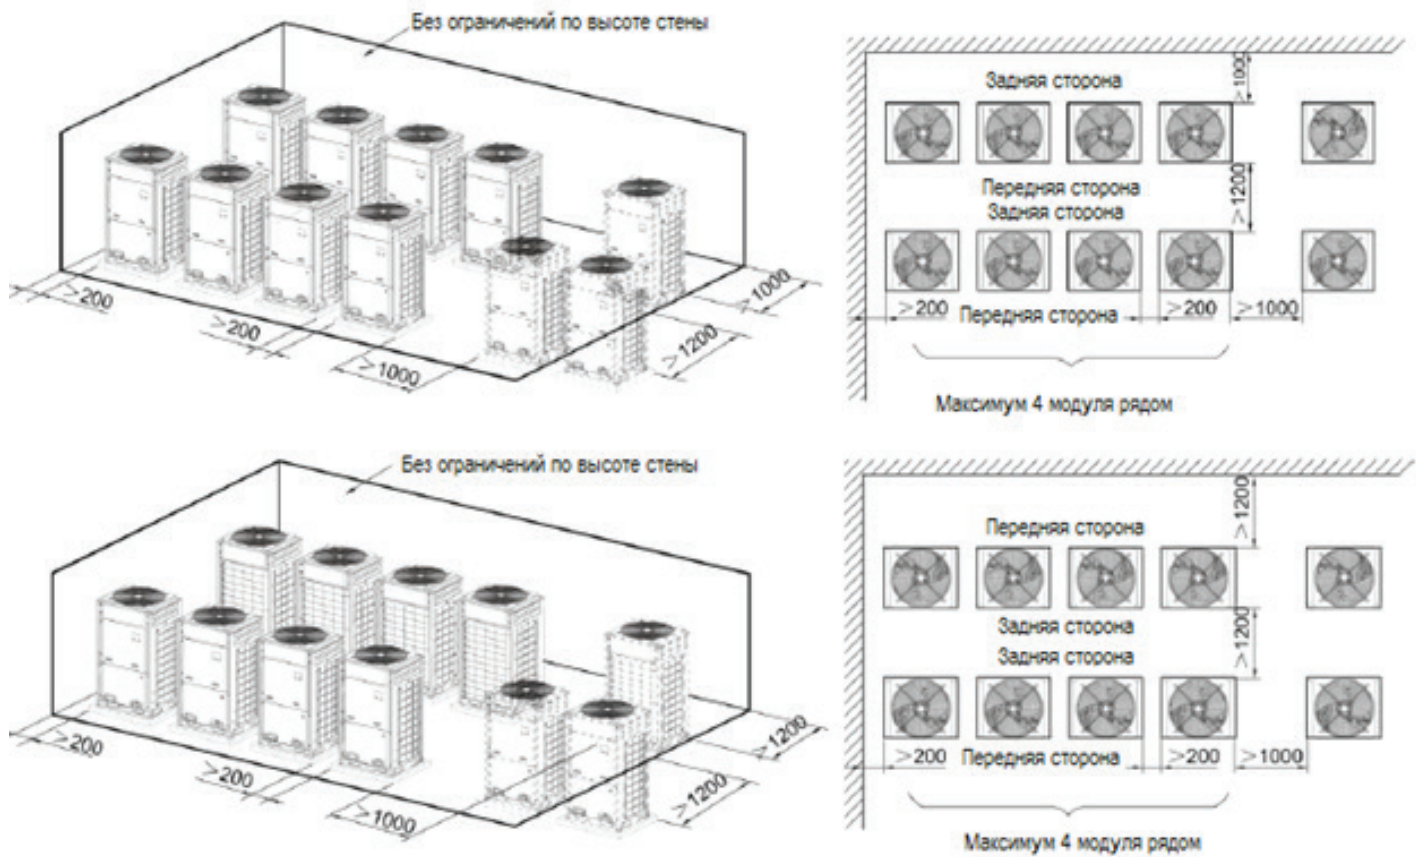 Без ограничений по высоте стены
>200
>200
>1000
>1200
>1000
Задняя сторона
>1000
Передняя сторона
Задняя сторона
>1200
>200
Передняя сторона
>200
>1000
Максимум 4 модуля рядом
Без ограничений по высоте стены
>200
>200
>1000
>1200
>1200
Передняя сторона
>1200
Задняя сторона
Задняя сторона
>1200
>200
Передняя сторона
>200
>1000
Максимум 4 модуля рядом